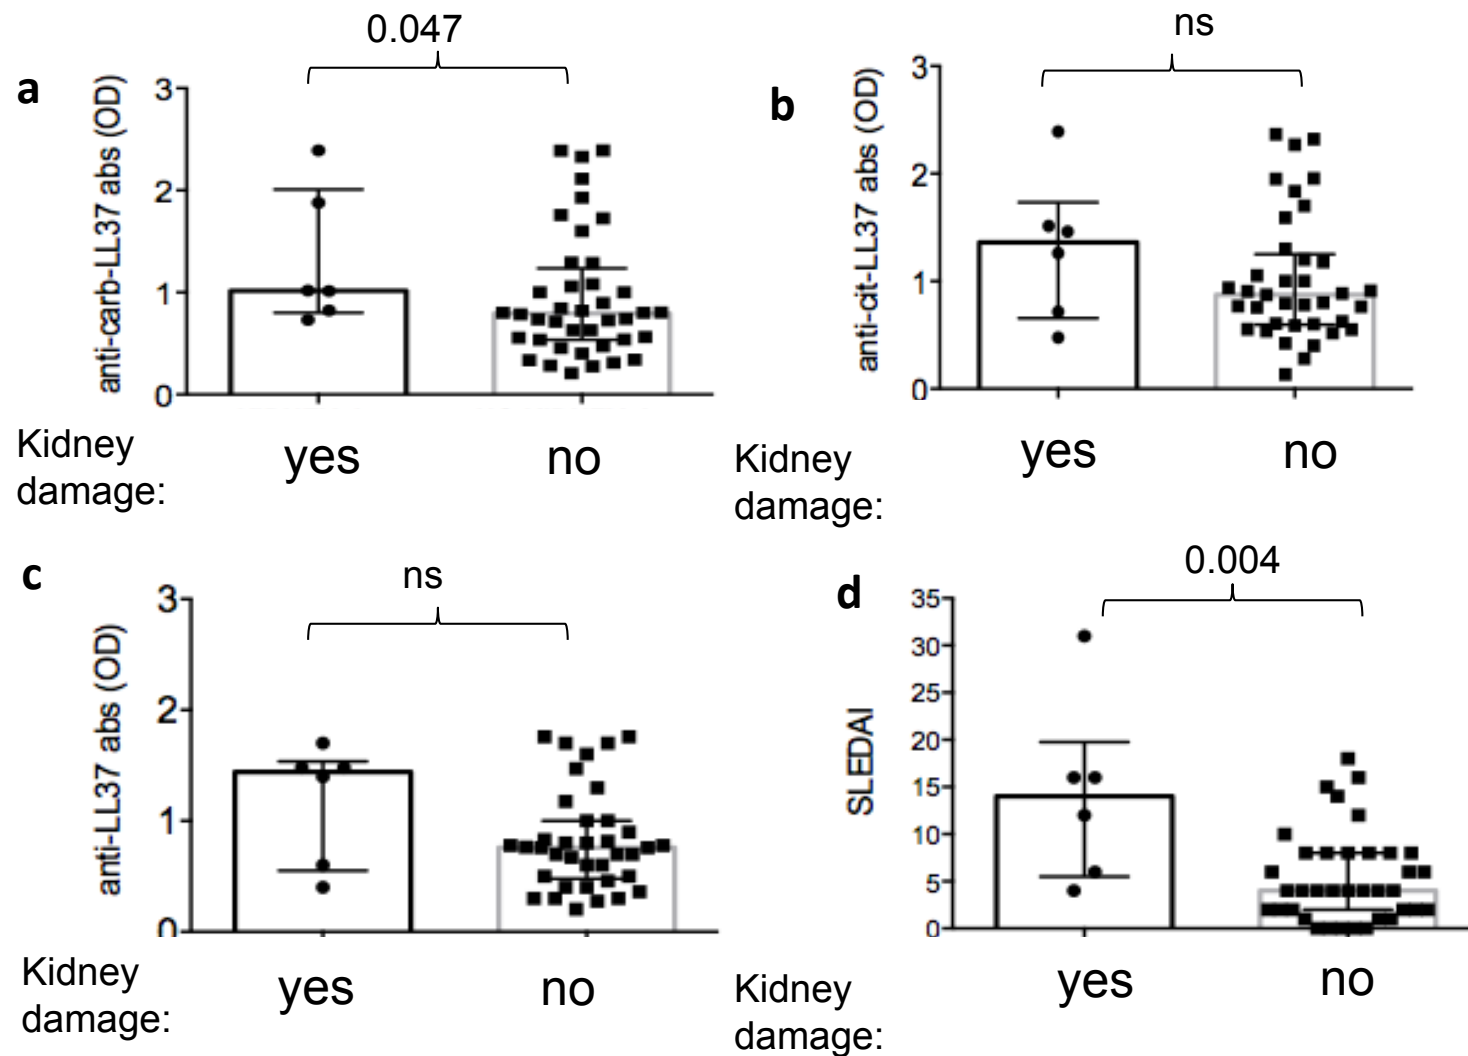 a
0.047
anti-carb-LL37 abs (OD)
3
2
1
0
Kidney
damage:
yes
no
b
ns
anti-cit-LL37 abs (OD)
3
2
1
0
Kidney
damage:
yes
no
c
ns
anti-LL37 abs (OD)
3
2
1
0
Kidney
damage:
yes
no
d
0.004
SLEDAI
35
30
25
20
15
10
5
0
Kidney
damage:
yes
no